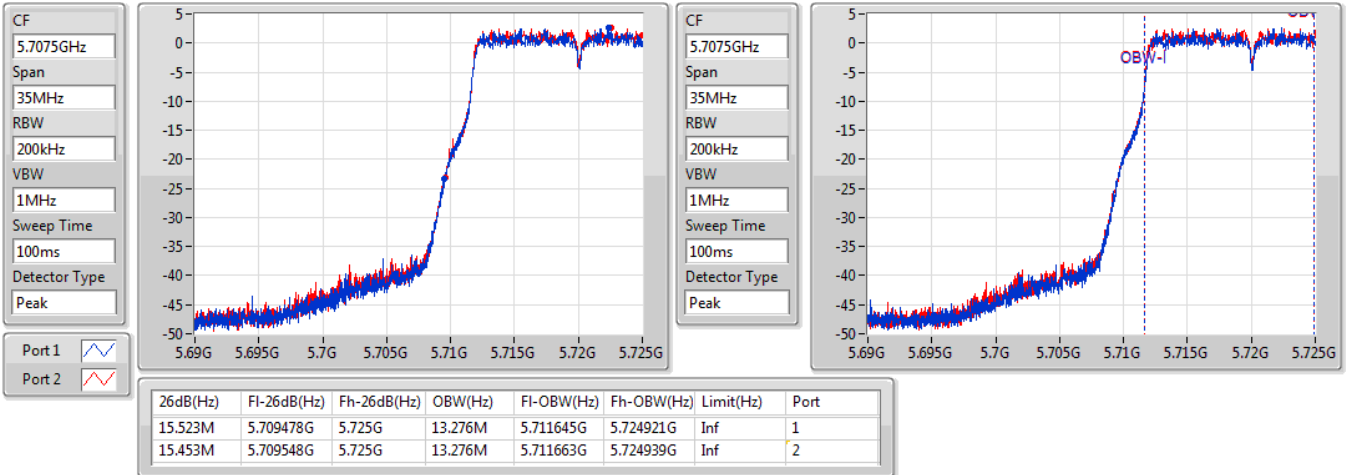 CF
5.7075GHz
Span
35MHz
RBW
200kHz
VBW
1MHz
Sweep Time
100ms
Detector Type
Peak
Port 1
Port 2
5
0
-5
-10
-15
-20
-25
-30
-35
-40
-45
-50
5.69G 5.695G 5.7G 5.705G 5.71G 5.715G 5.72G 5.725G
CF
5.7075GHz
Span
35MHz
RBW
200kHz
VBW
1MHz
Sweep Time
100ms
Detector Type
Peak
5
0
-5
-10
-15
-20
-25
-30
-35
-40
-45
-50
OBW-l
5.69G 5.695G 5.7G 5.705G 5.71G 5.715G 5.72G 5.725G
26dB(Hz) Fl-26dB(Hz) Fh-26dB(Hz) OBW(Hz) Fl-OBW(Hz) Fh-OBW(Hz) Limit(Hz) Port
15.523M 5.709478G 5.725G 13.276M 5.711645G 5.724921G Inf 1
15.453M 5.709548G 5.725G 13.276M 5.711663G 5.724939G Inf 2